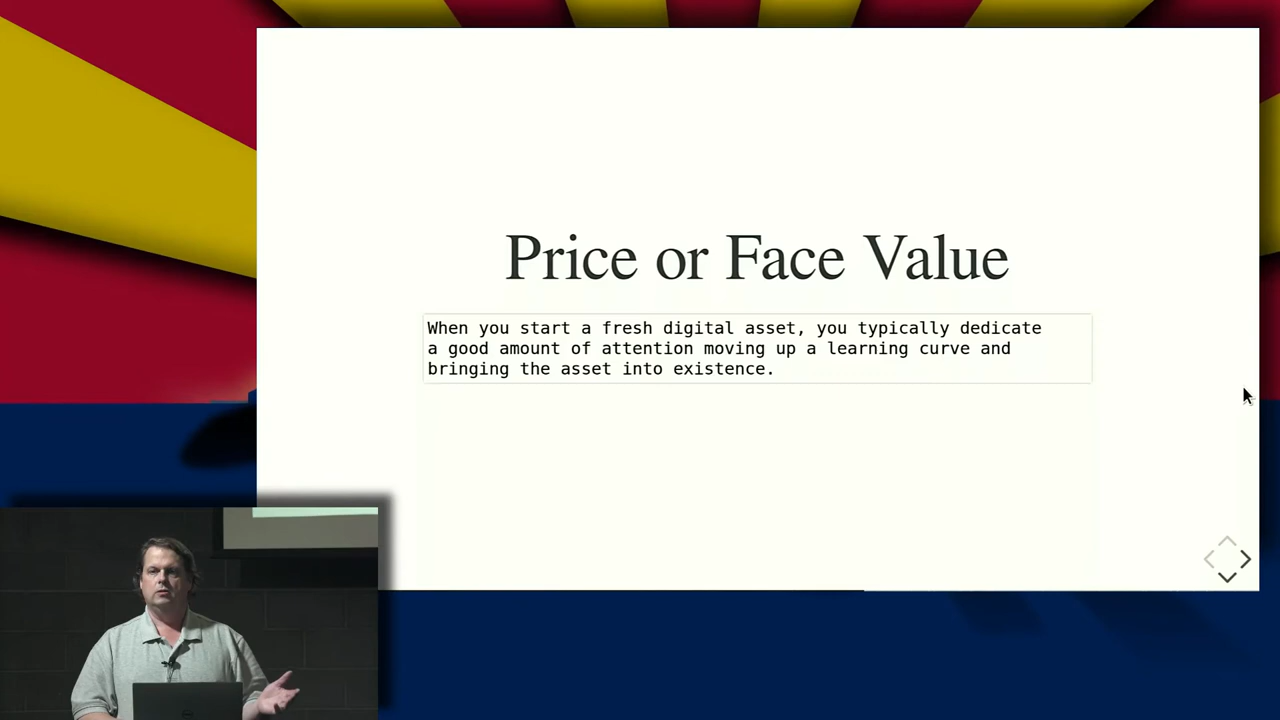 Price or Face Value
When you start a fresh digital asset, you typically dedicate
a good amount of attention moving up a learning curve and
bringing the asset into existence.